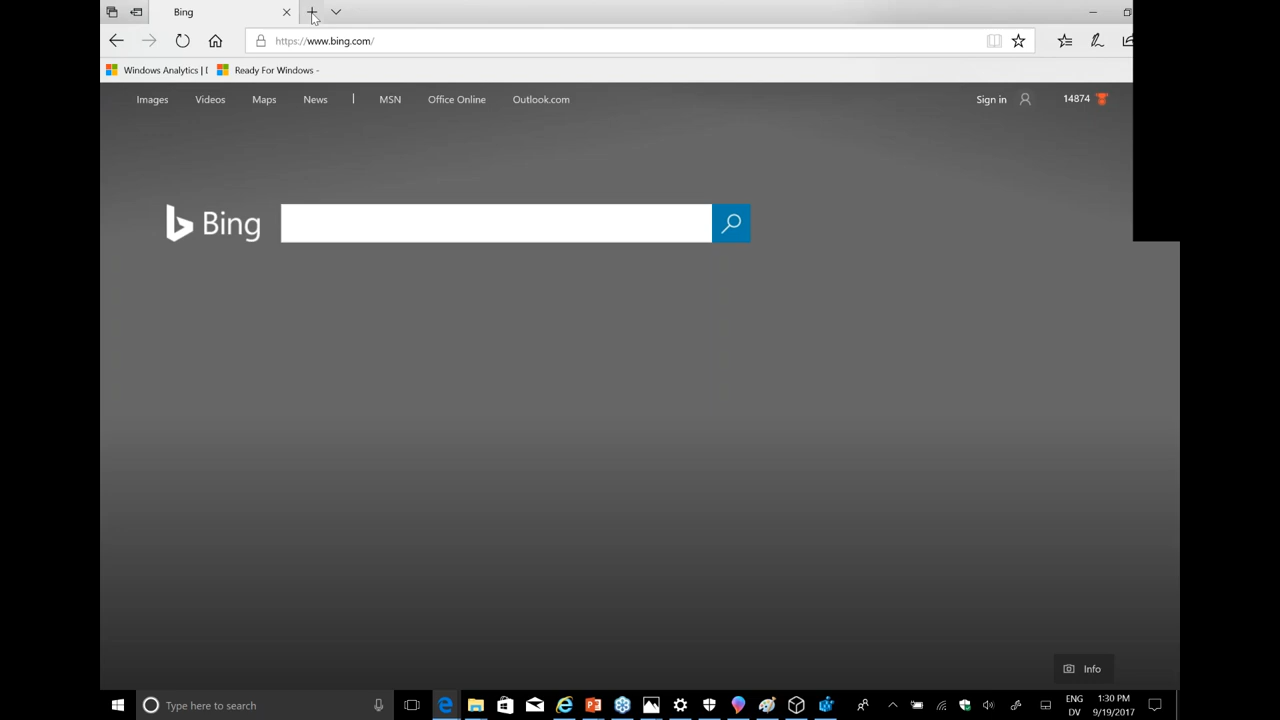 Bing
https://www.bing.com/
Windows Analytics | [
Ready For Windows -
Images Videos Maps News | MSN Office Online Outlook.com
Sign in 14874
Bing
Info
Type here to search
ENG 1:30 PM
DV 9/19/2017